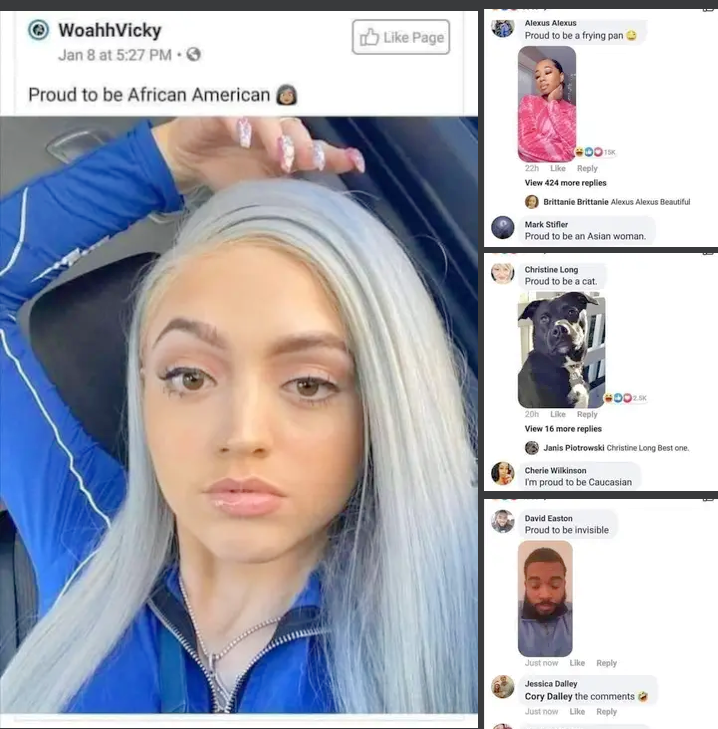 WoahhVicky
Jan 8 at 5:27 PM •
Like Page
Proud to be African American 👩🏾
Alexus Alexus
Proud to be a frying pan 😂
15K
22h Like Reply
View 424 more replies
Brittanie Brittanie Alexus Alexus Beautiful
Mark Stifler
Proud to be an Asian woman.
Christine Long
Proud to be a cat.
2.5K
20h Like Reply
View 16 more replies
Janis Piotrowski Christine Long Best one.
Cherie Wilkinson
I'm proud to be Caucasian
David Easton
Proud to be invisible
Just now Like Reply
Jessica Dalley
Cory Dalley the comments 🤣
Just now Like Reply